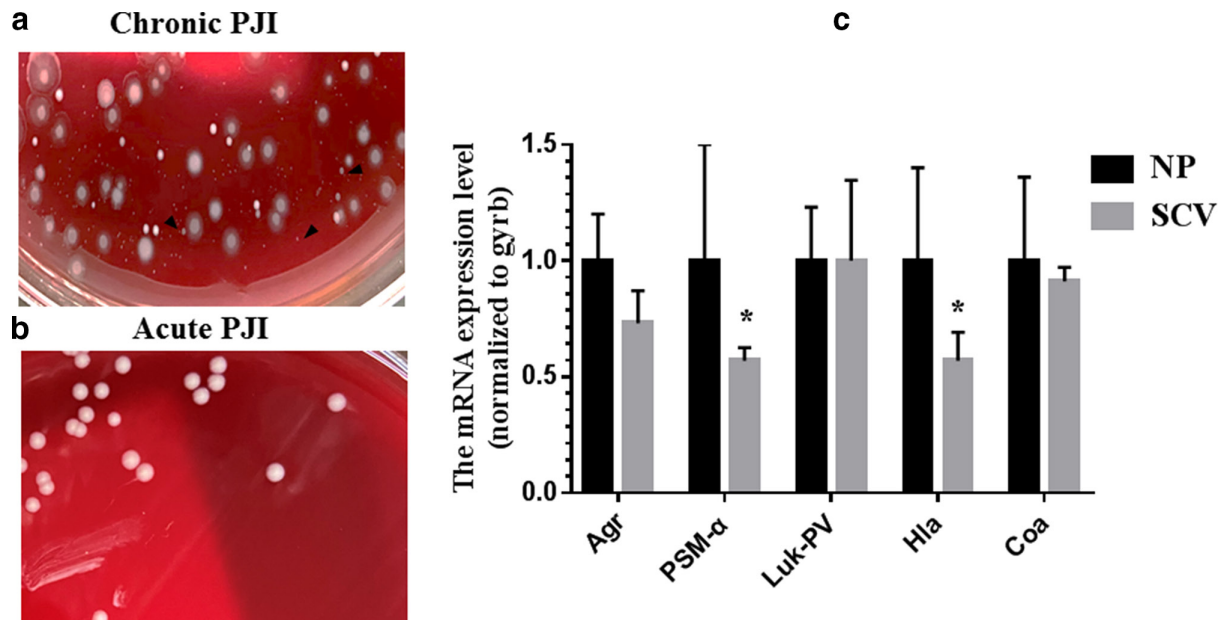 a
Chronic PJI
b
Acute PJI
c
The mRNA expression level
(normalized to gyrb)
1.5
1.0
0.5
0.0
Agr
PSM-α
Luk-PV
Hla
Coa
*
*
NP
SCV